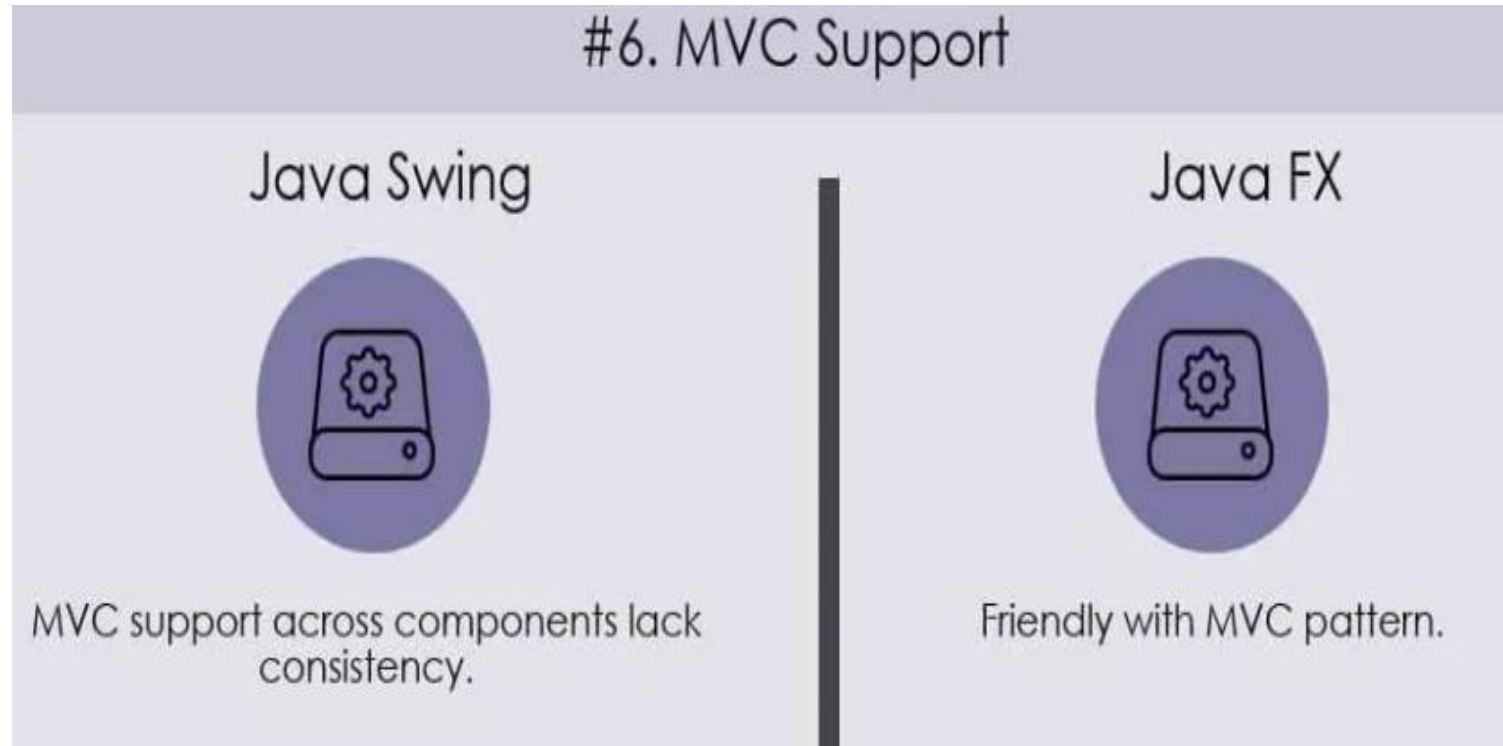 #6. MVC Support
Java Swing
Java FX
MVC support across components lack
consistency.
Friendly with MVC pattern.